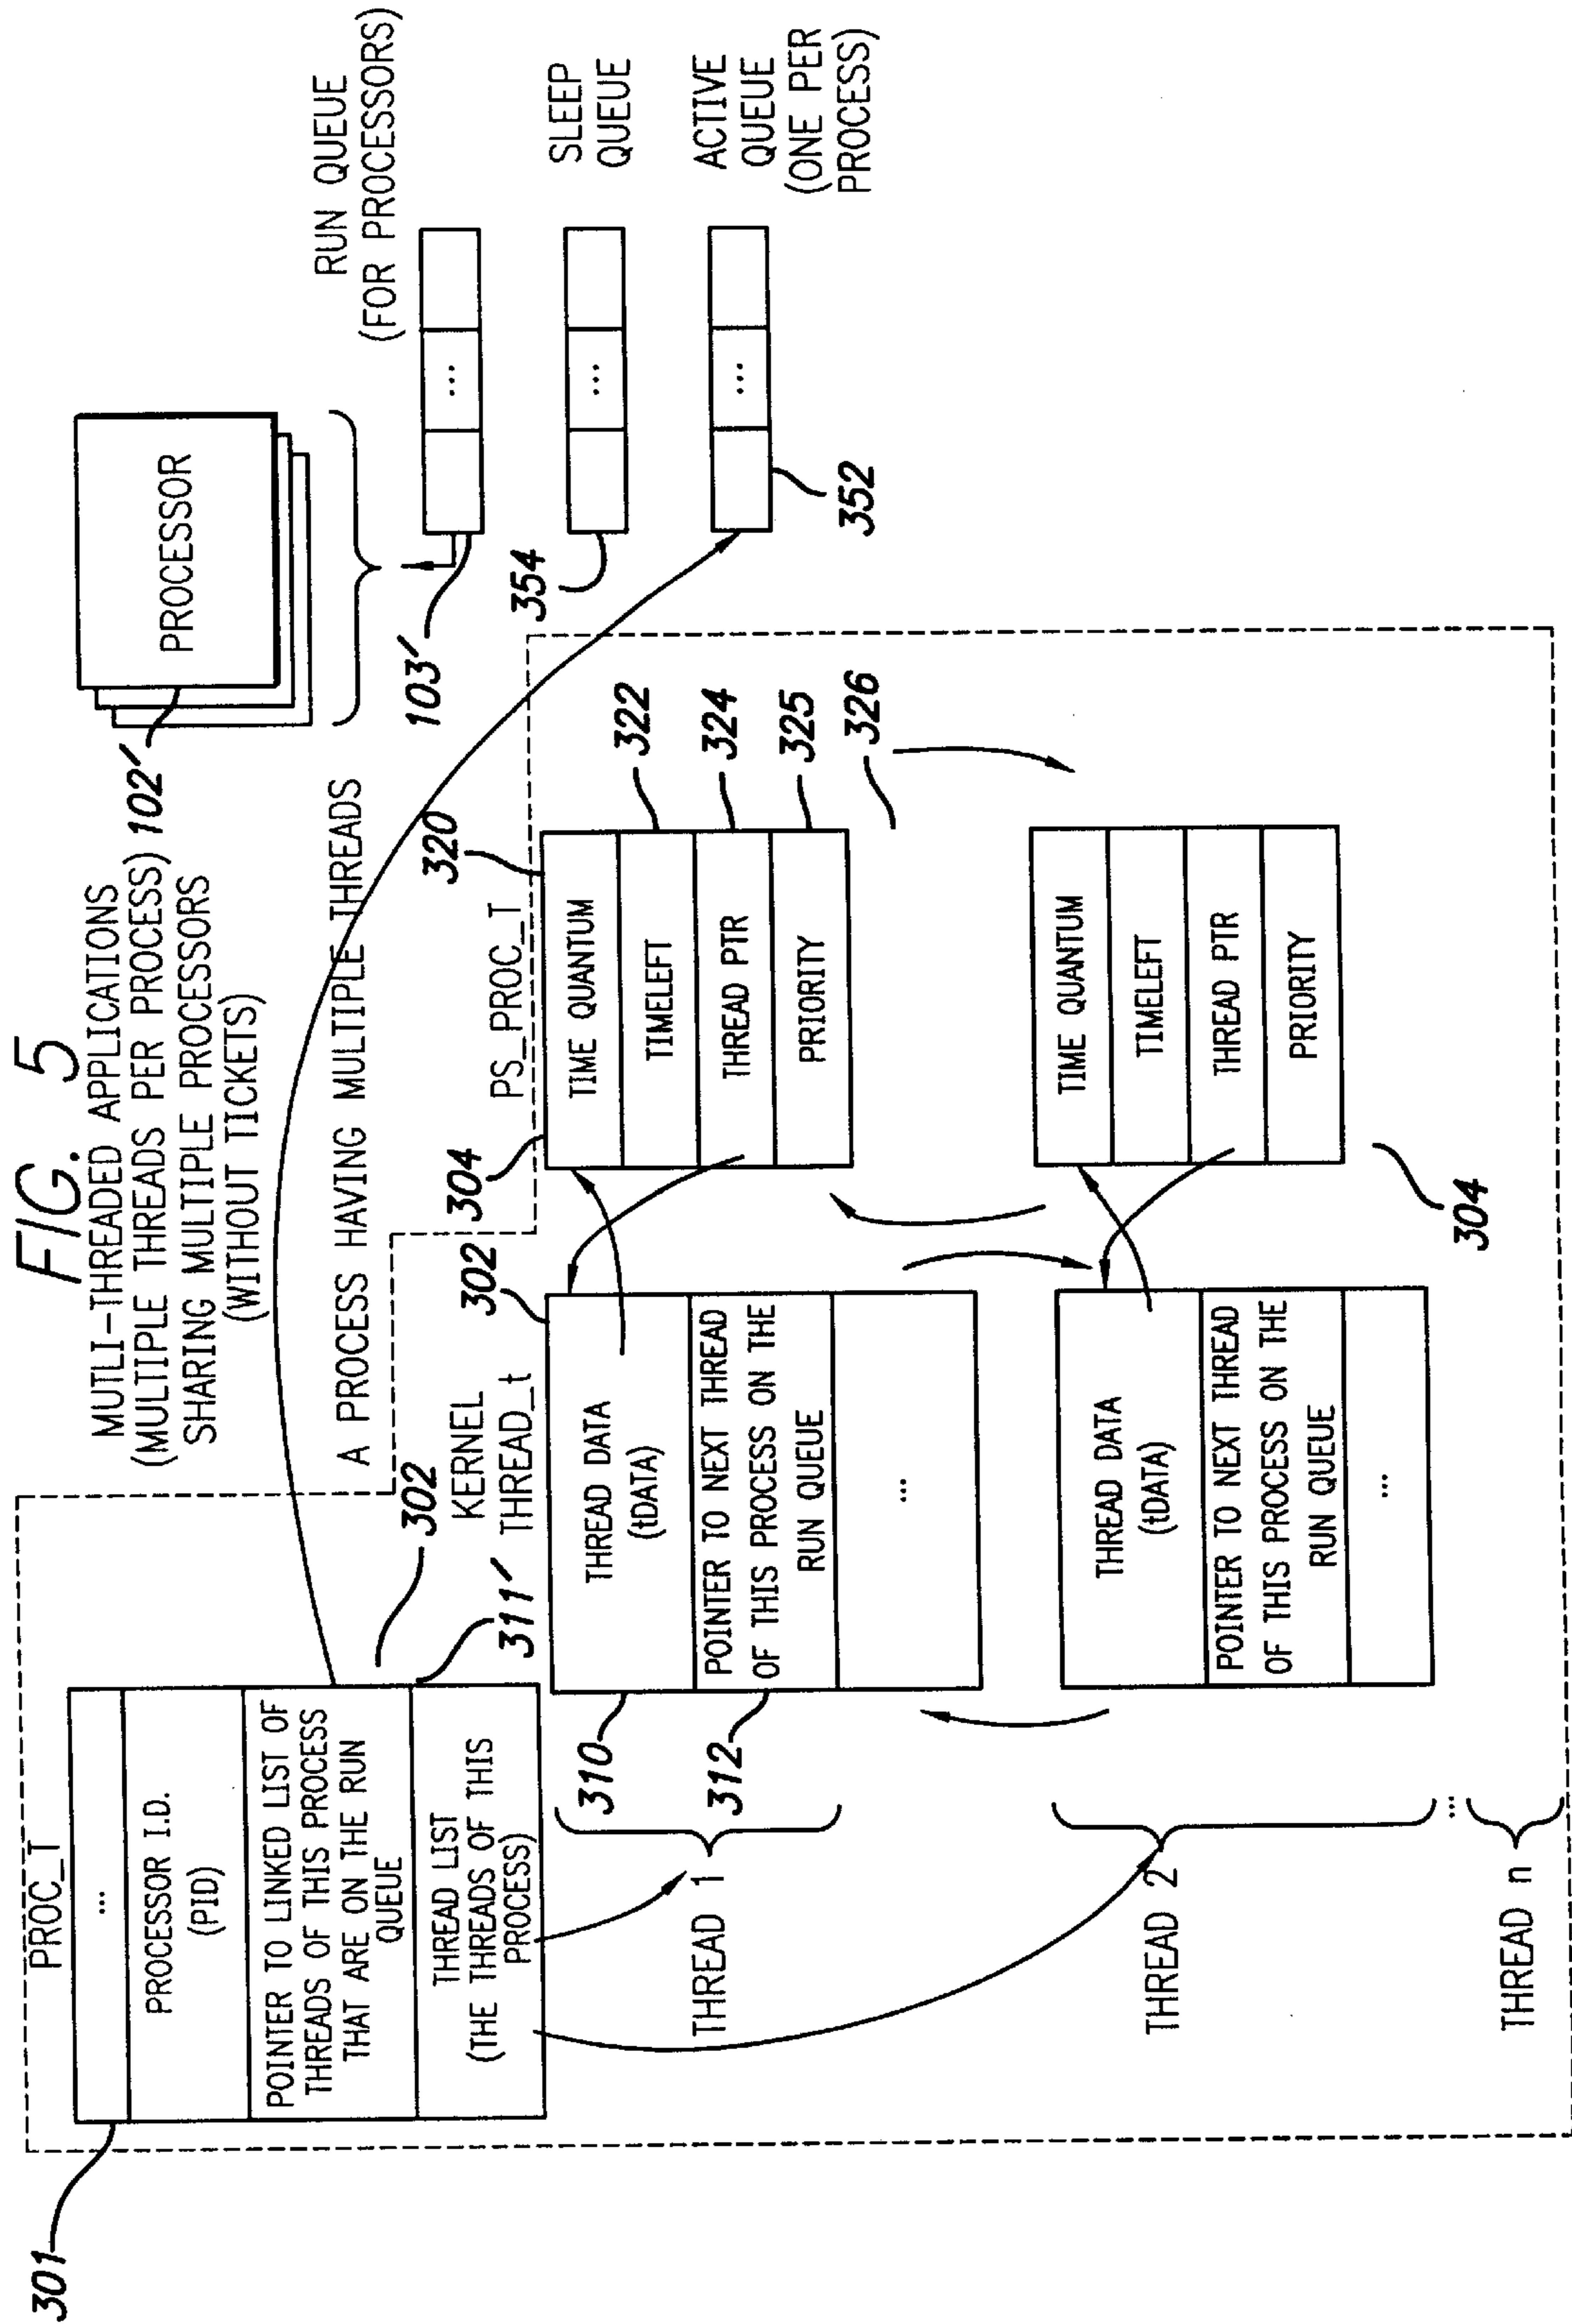 FIG. 5
MUTLI-THREADED APPLICATIONS
(MULTIPLE THREADS PER PROCESS)
SHARING MULTIPLE PROCESSORS
(WITHOUT TICKETS)
A PROCESS HAVING MULTIPLE THREADS
301
PROC_T
...
PROCESSOR I.D.
(PID)
POINTER TO LINKED LIST OF
THREADS OF THIS PROCESS
THAT ARE ON THE RUN
QUEUE
THREAD LIST
(THE THREADS OF THIS
PROCESS)
302
311'
102'
PROCESSOR
RUN QUEUE
(FOR PROCESSORS)
...
103'
SLEEP
QUEUE
...
354
ACTIVE
QUEUE
(ONE PER
PROCESS)
...
352
KERNEL
THREAD_t
302
THREAD DATA
(tDATA)
POINTER TO NEXT THREAD
OF THIS PROCESS ON THE
RUN QUEUE
...
310
312
THREAD 1
PS_PROC_T
304
320
TIME QUANTUM
TIMELEFT
THREAD PTR
PRIORITY
322
324
325
326
THREAD 2
THREAD DATA
(tDATA)
POINTER TO NEXT THREAD
OF THIS PROCESS ON THE
RUN QUEUE
...
TIME QUANTUM
TIMELEFT
THREAD PTR
PRIORITY
304
...
THREAD n